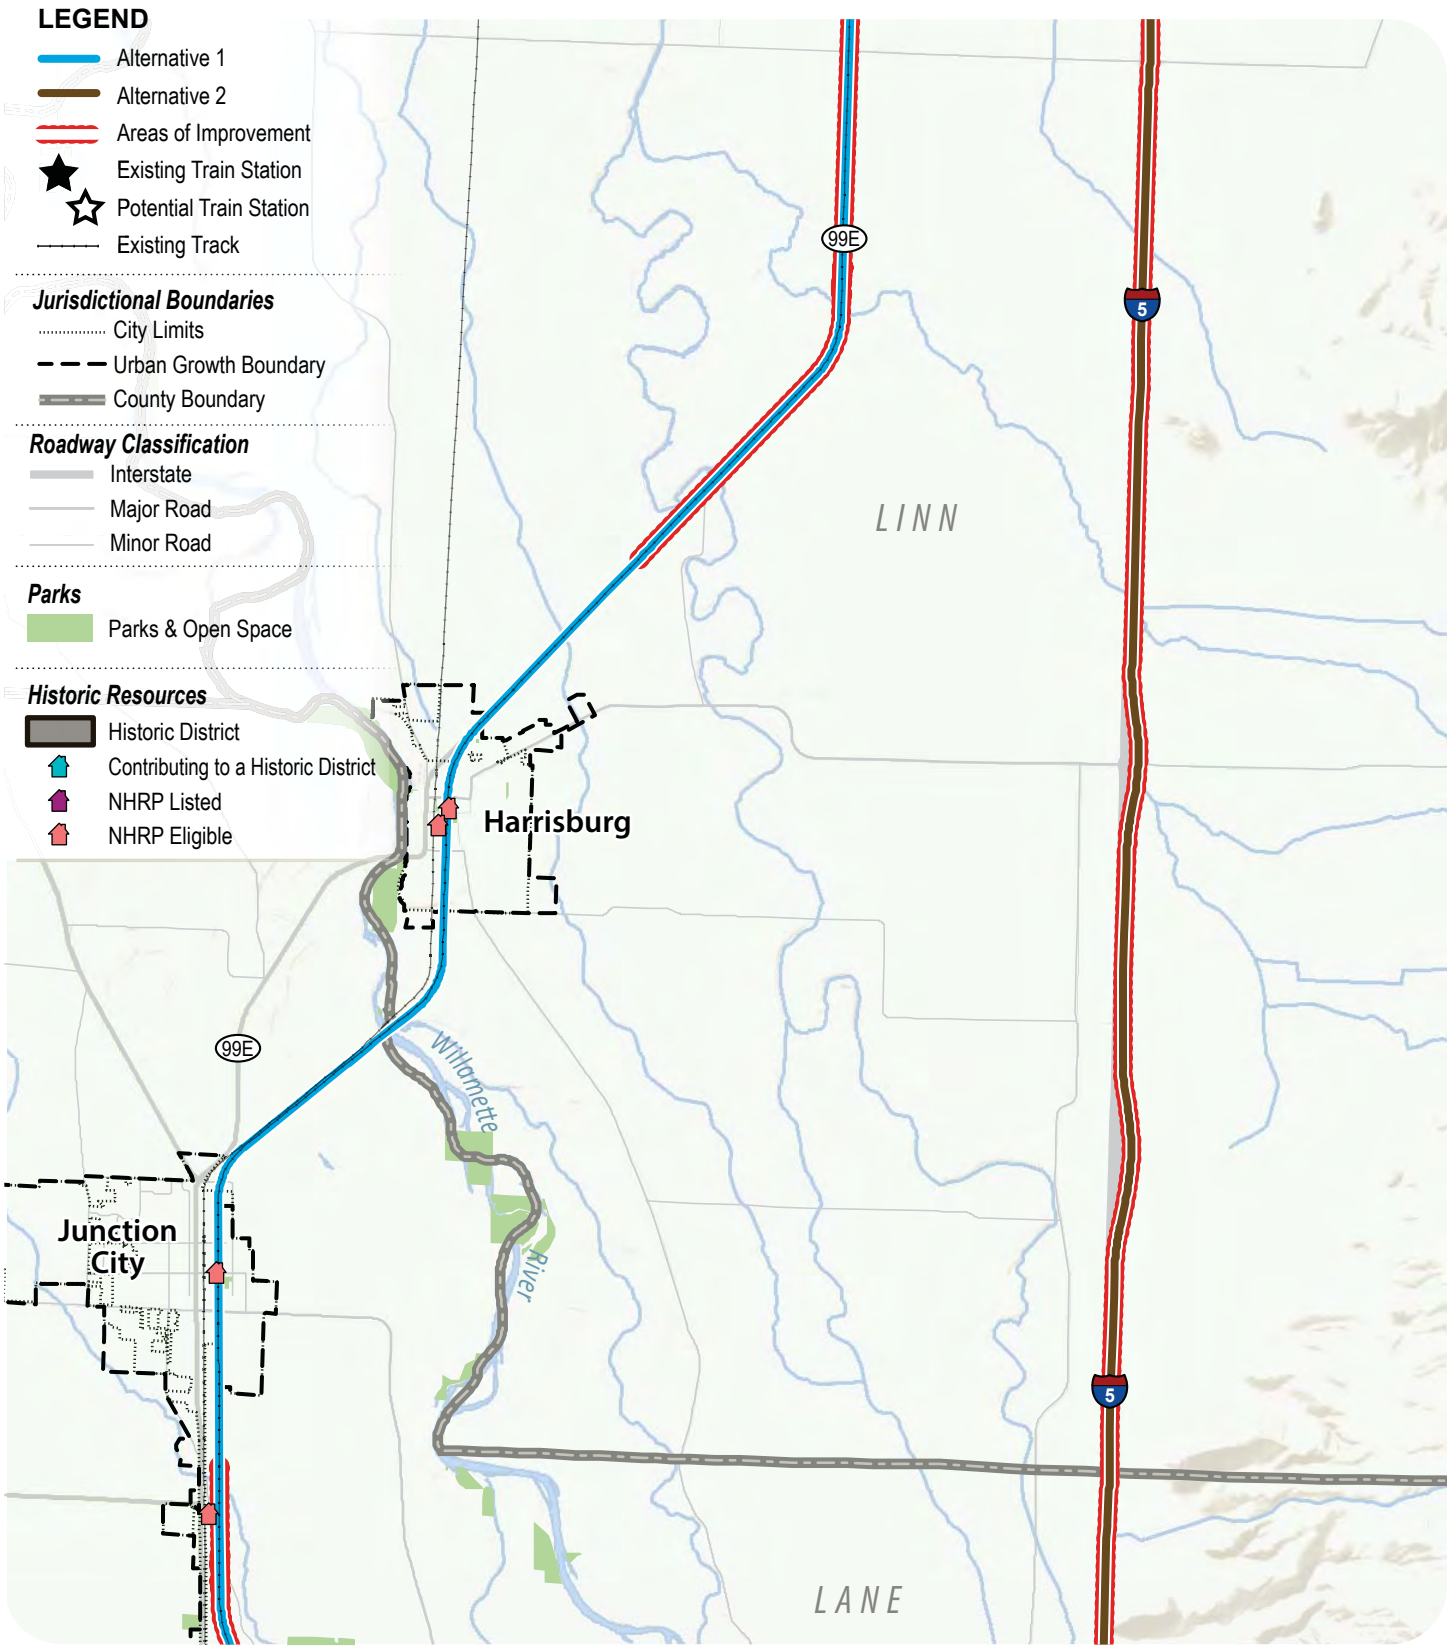 LEGEND
Alternative 1
Alternative 2
Areas of Improvement
Existing Train Station
Potential Train Station
Existing Track
Jurisdictional Boundaries
City Limits
Urban Growth Boundary
County Boundary
Roadway Classification
Interstate
Major Road
Minor Road
Parks
Parks & Open Space
Historic Resources
Historic District
Contributing to a Historic District
NHRP Listed
NHRP Eligible
99E
5
LINN
Harrisburg
99E
Willamette
River
Junction
City
5
LANE